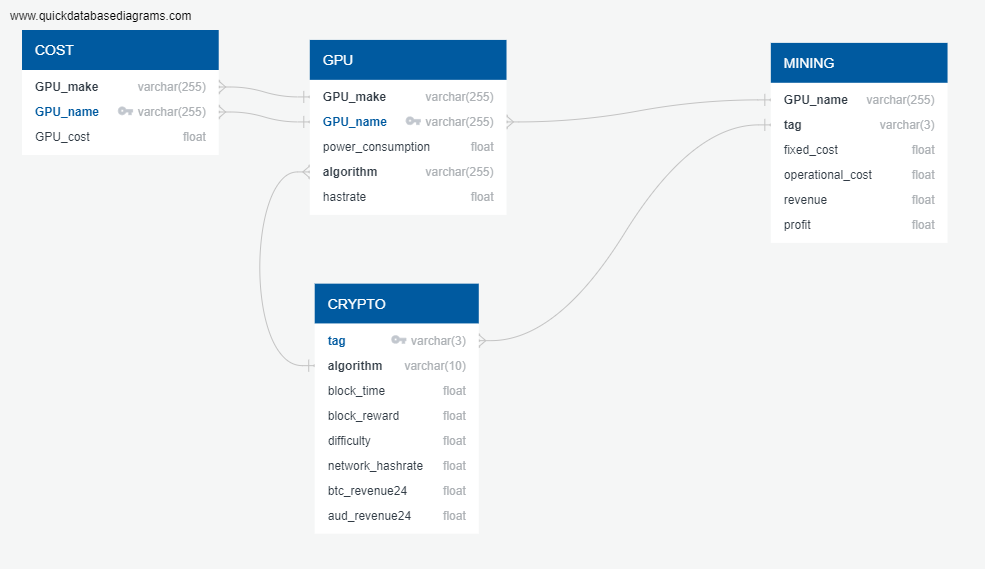 www.quickdatabasediagrams.com
COST
GPU_make varchar(255)
GPU_name varchar(255)
GPU_cost float
GPU
GPU_make varchar(255)
GPU_name varchar(255)
power_consumption float
algorithm varchar(255)
hastrate float
MINING
GPU_name varchar(255)
tag varchar(3)
fixed_cost float
operational_cost float
revenue float
profit float
CRYPTO
tag varchar(3)
algorithm varchar(10)
block_time float
block_reward float
difficulty float
network_hashrate float
btc_revenue24 float
aud_revenue24 float